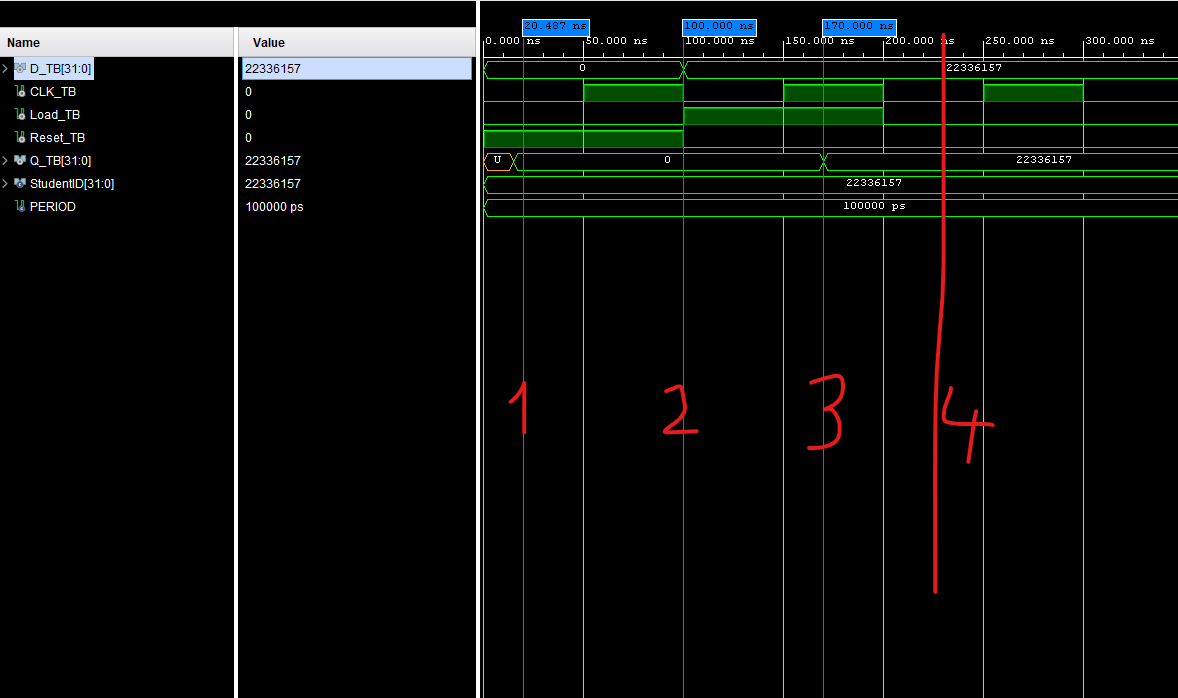 Name Value
20.487 ns 100.000 ns 170.000 ns
0.000 ns 50.000 ns 100.000 ns 150.000 ns 200.000 ns 250.000 ns 300.000 ns
D_TB[31:0] 22336157 0 22336157
CLK_TB 0
Load_TB 0
Reset_TB 0
Q_TB[31:0] 22336157 U 0 22336157
StudentID[31:0] 22336157 22336157
PERIOD 100000 ps 100000 ps
1 2 3 4